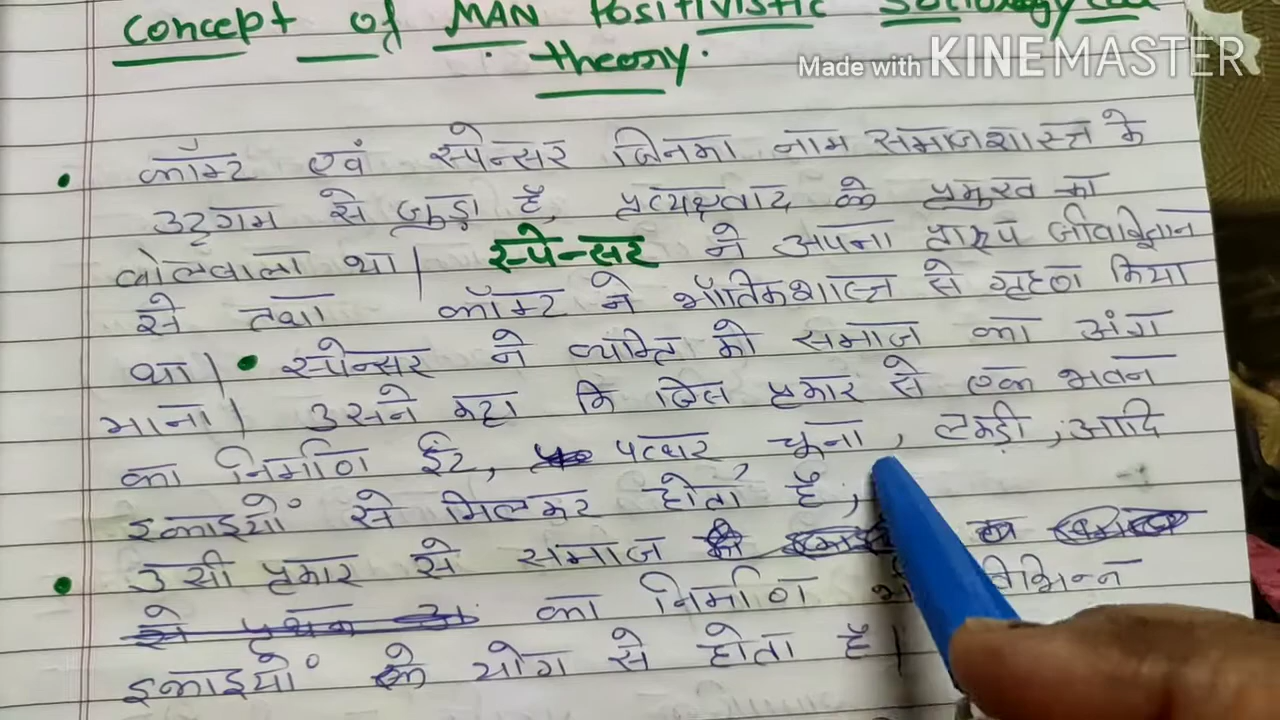 Concept of MAN Positivistic Sociological
theory.
Made with KINEMASTER
• कॉम्ट एवं स्पेन्सर जिनका नाम समाजशास्त्र के
उद्गम से जुड़ा है, प्रत्यक्षवाद के प्रमुख का
बोलवाला था। स्पेन्सर ने अपना प्रारूप जीवविज्ञान
से तथा कॉम्ट ने भौतिकशास्त्र से ग्रहण किया
था। • स्पेन्सर ने व्यक्ति को समाज का अंग
माना। उसने कहा कि जिस प्रकार से एक भवन
का निर्माण ईंट, पत्थर, चूना, लकड़ी, आदि
इकाइयों से मिलकर होता है,
• उसी प्रकार से समाज
का निर्माण विभिन्न
इकाइयों के योग से होता है।